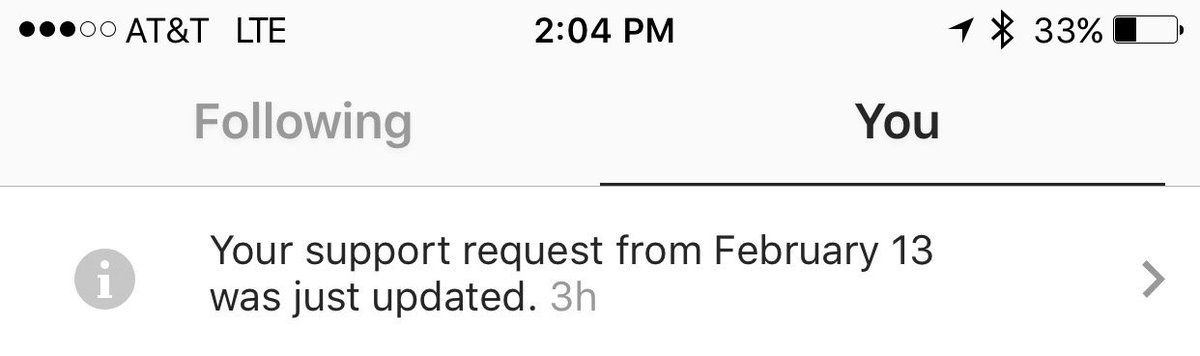 AT&T LTE 2:04 PM 33%
Following You
Your support request from February 13
was just updated. 3h